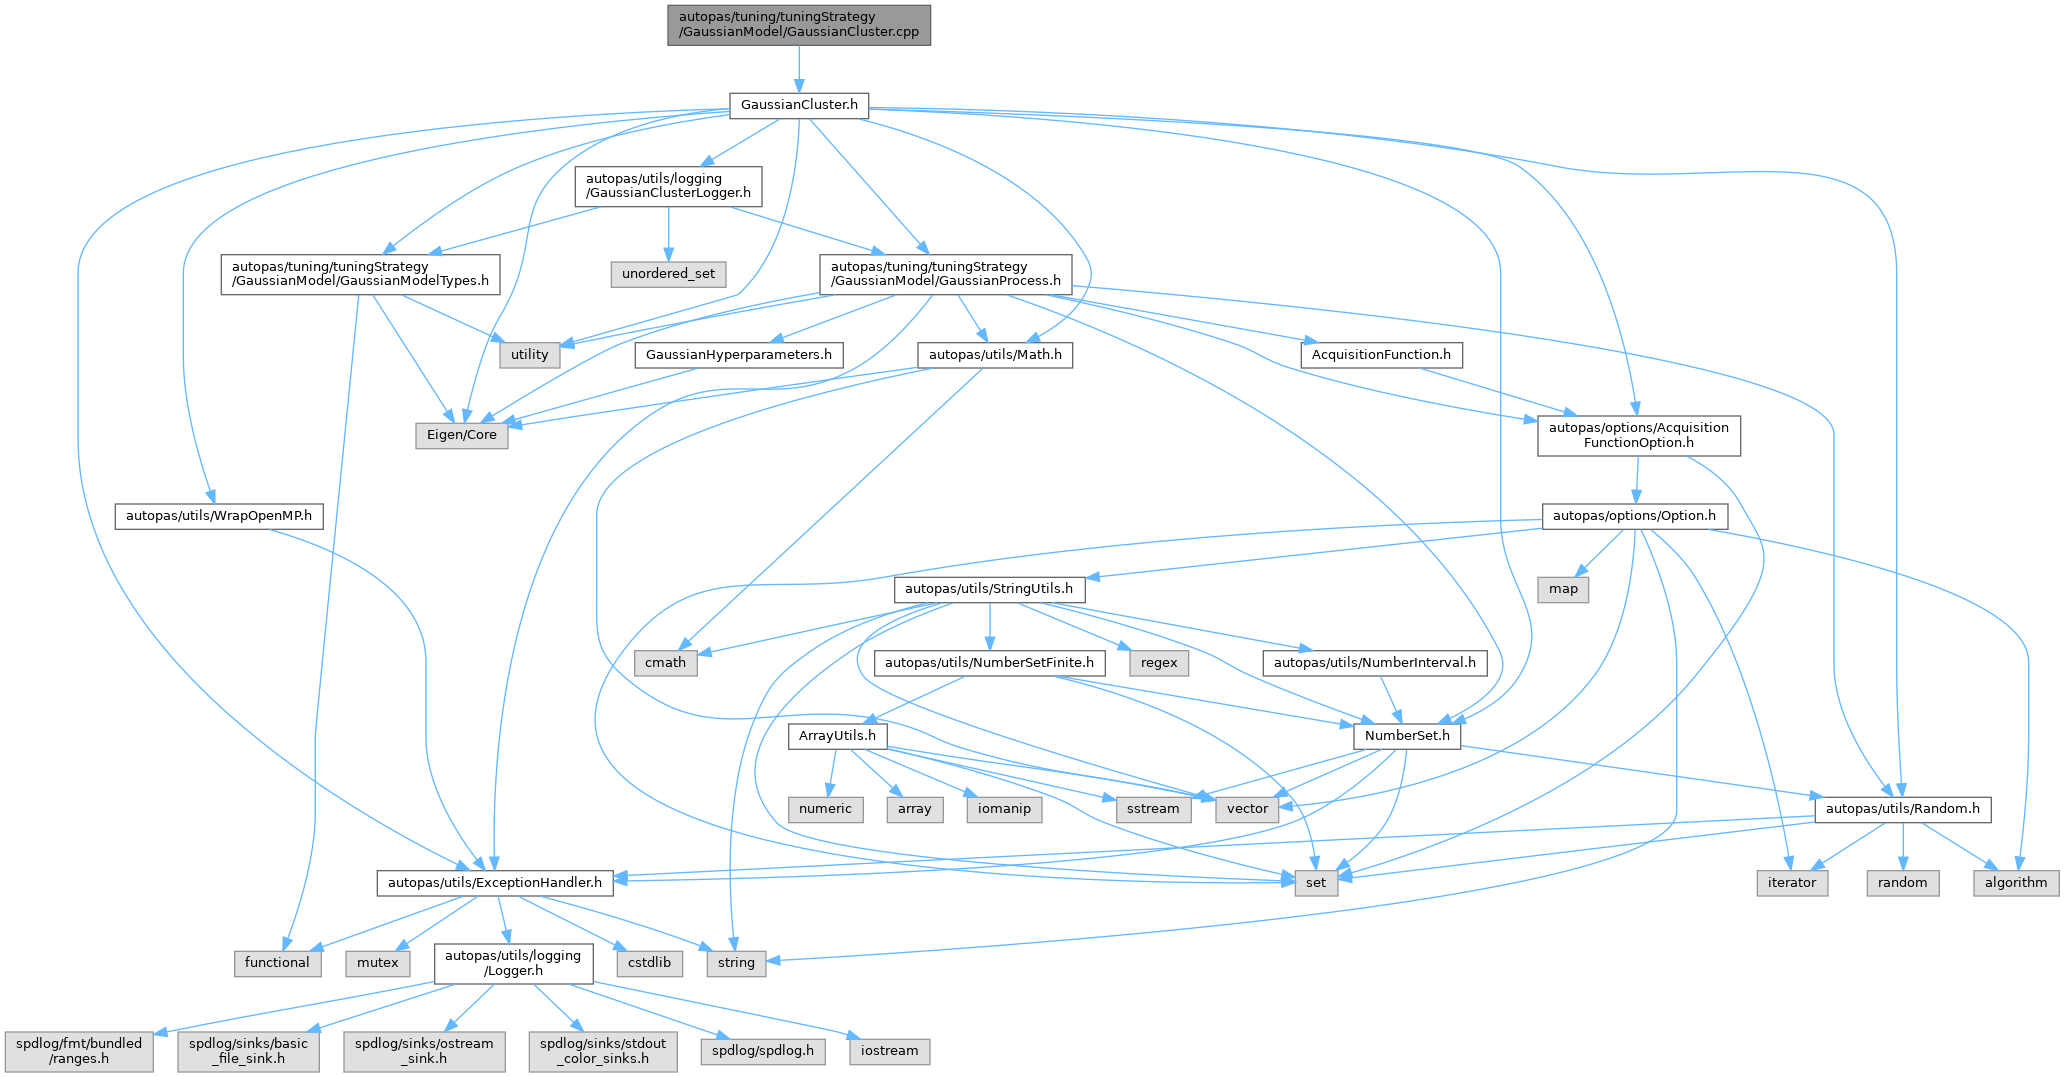 autopas/tuning/tuningStrategy
/GaussianModel/GaussianCluster.cpp
GaussianCluster.h
autopas/utils/logging
/GaussianClusterLogger.h
autopas/tuning/tuningStrategy
/GaussianModel/GaussianModelTypes.h
unordered_set
autopas/tuning/tuningStrategy
/GaussianModel/GaussianProcess.h
utility
GaussianHyperparameters.h
autopas/utils/Math.h
AcquisitionFunction.h
Eigen/Core
autopas/options/Acquisition
FunctionOption.h
autopas/utils/WrapOpenMP.h
autopas/options/Option.h
autopas/utils/StringUtils.h
map
cmath
autopas/utils/NumberSetFinite.h
regex
autopas/utils/NumberInterval.h
ArrayUtils.h
NumberSet.h
numeric
array
iomanip
sstream
vector
autopas/utils/Random.h
autopas/utils/ExceptionHandler.h
set
iterator
random
algorithm
functional
mutex
autopas/utils/logging
/Logger.h
cstdlib
string
spdlog/fmt/bundled
/ranges.h
spdlog/sinks/basic
_file_sink.h
spdlog/sinks/ostream
_sink.h
spdlog/sinks/stdout
_color_sinks.h
spdlog/spdlog.h
iostream